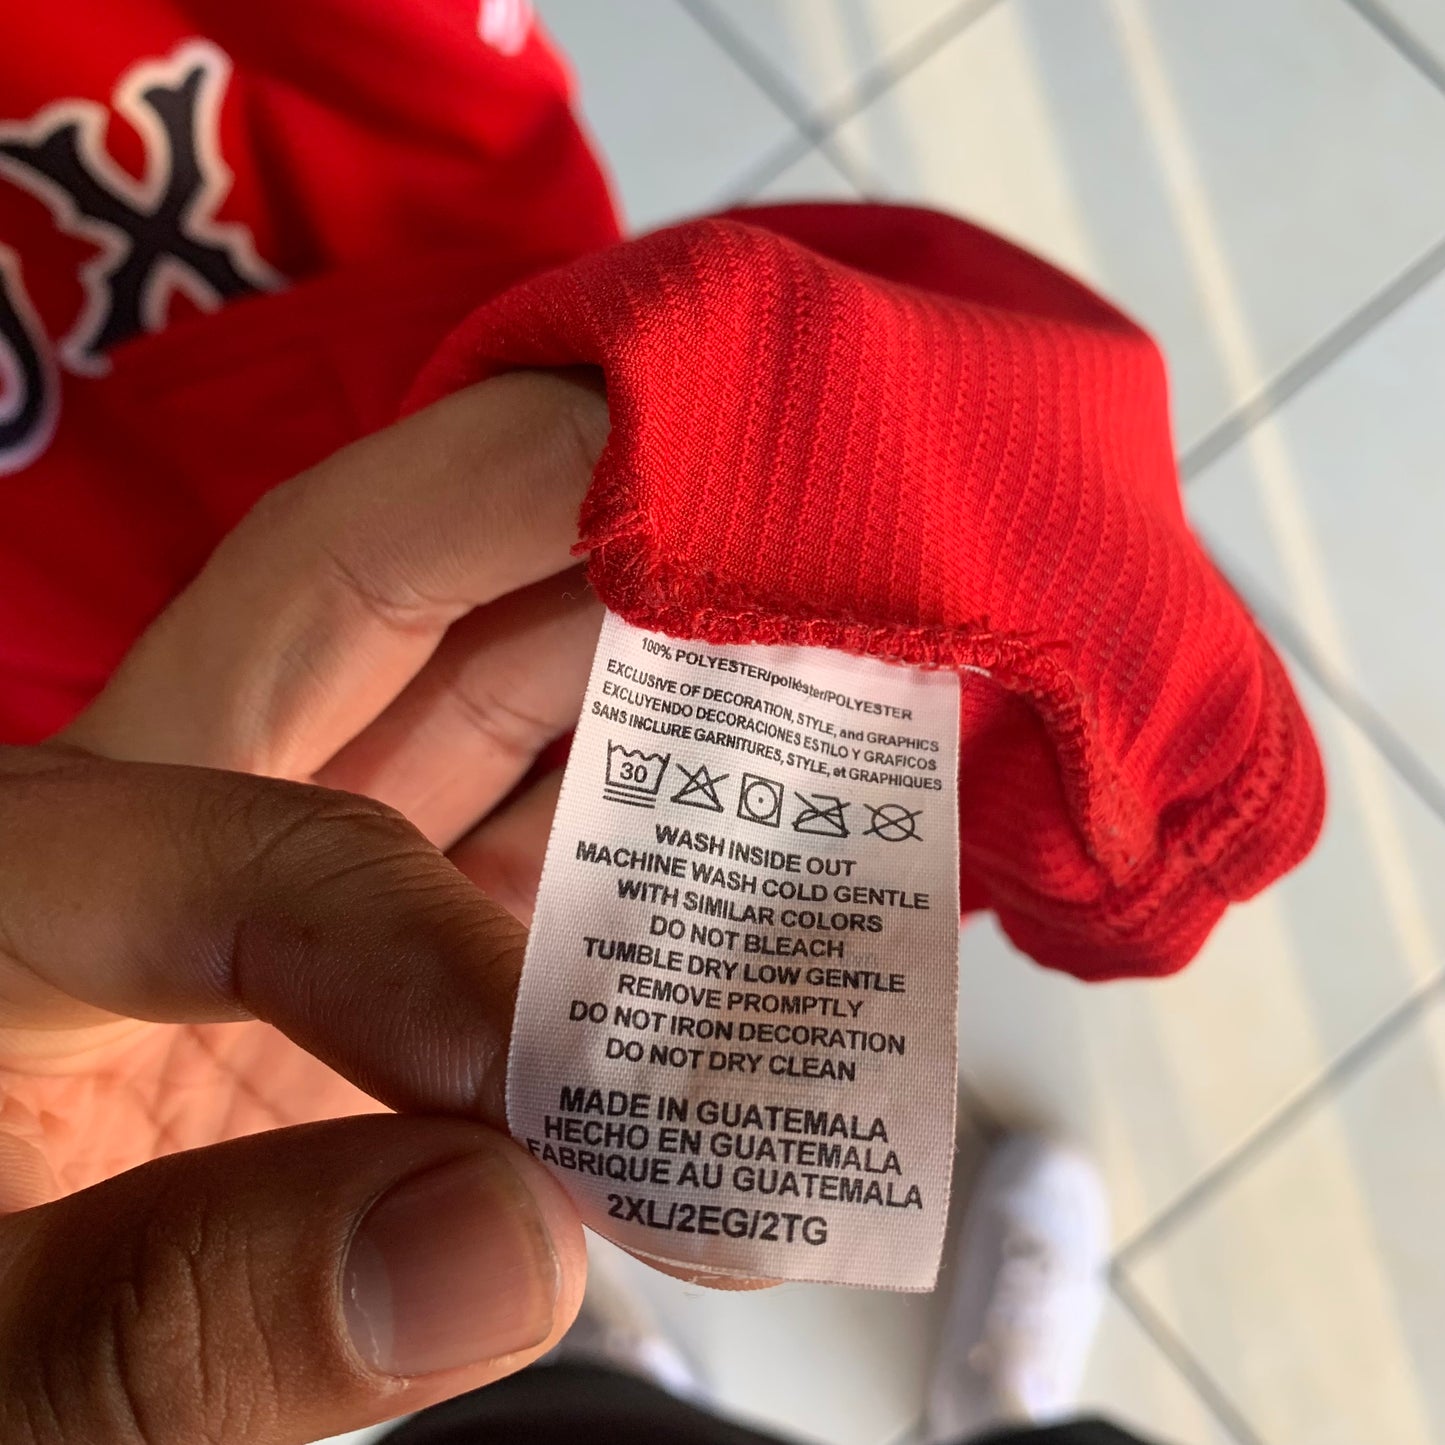 OX
100% POLYESTER/poliéster/POLYESTER
EXCLUSIVE OF DECORATION, STYLE, and GRAPHICS
EXCLUYENDO DECORACIONES ESTILO Y GRAFICOS
SANS INCLURE GARNITURES, STYLE, et GRAPHIQUES
30
WASH INSIDE OUT
MACHINE WASH COLD GENTLE
WITH SIMILAR COLORS
DO NOT BLEACH
TUMBLE DRY LOW GENTLE
REMOVE PROMPTLY
DO NOT IRON DECORATION
DO NOT DRY CLEAN
MADE IN GUATEMALA
HECHO EN GUATEMALA
FABRIQUE AU GUATEMALA
2XL/2EG/2TG